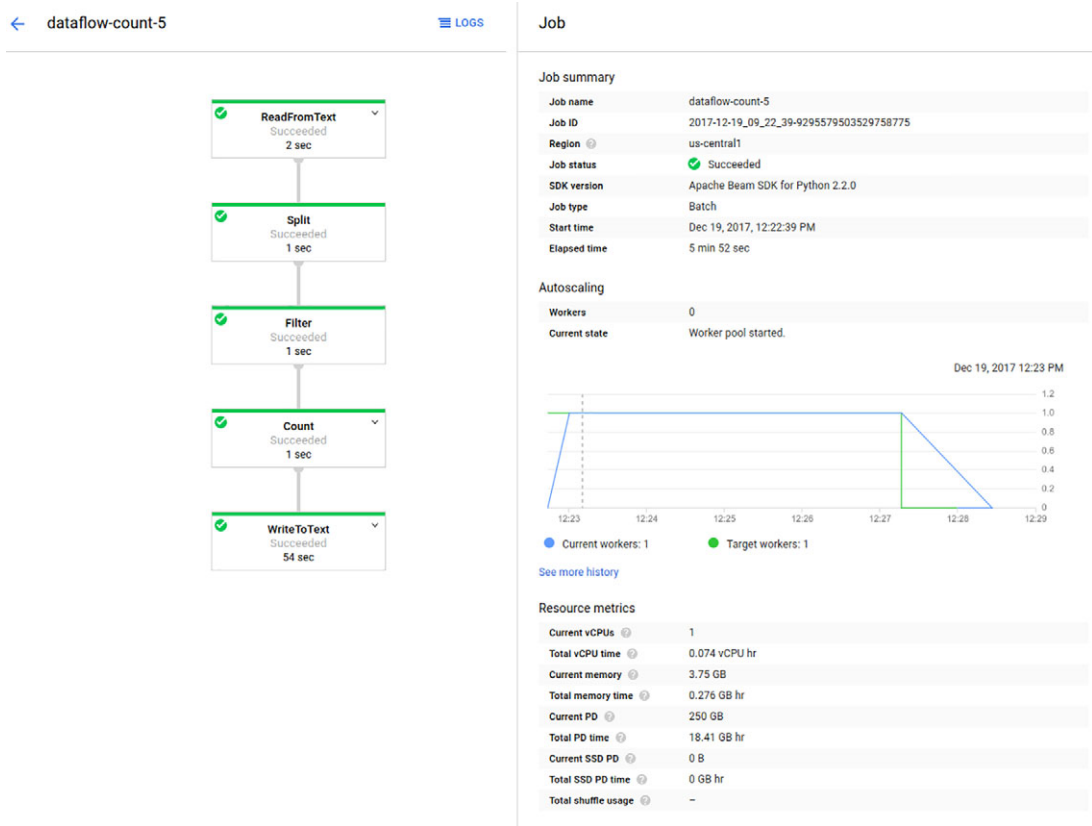 dataflow-count-5
LOGS
ReadFromText
Succeeded
2 sec
Split
Succeeded
1 sec
Filter
Succeeded
1 sec
Count
Succeeded
1 sec
WriteToText
Succeeded
54 sec
Job
Job summary
Job name dataflow-count-5
Job ID 2017-12-19_09_22_39-9295579503529758775
Region us-central1
Job status Succeeded
SDK version Apache Beam SDK for Python 2.2.0
Job type Batch
Start time Dec 19, 2017, 12:22:39 PM
Elapsed time 5 min 52 sec
Autoscaling
Workers 0
Current state Worker pool started.
Dec 19, 2017 12:23 PM
1.2
1.0
0.8
0.6
0.4
0.2
0
12:23 12:24 12:25 12:26 12:27 12:28 12:29
Current workers: 1 Target workers: 1
See more history
Resource metrics
Current vCPUs 1
Total vCPU time 0.074 vCPU hr
Current memory 3.75 GB
Total memory time 0.276 GB hr
Current PD 250 GB
Total PD time 18.41 GB hr
Current SSD PD 0 B
Total SSD PD time 0 GB hr
Total shuffle usage –